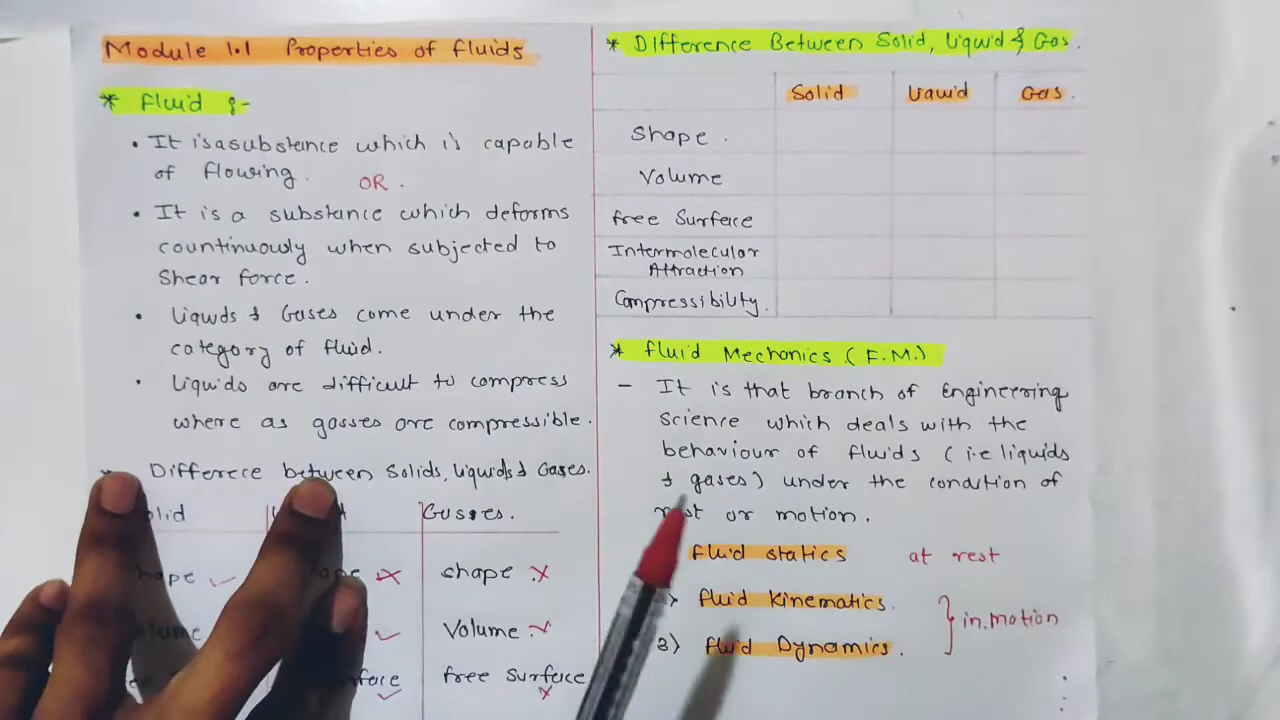 Module 1.1 Properties of fluids
* Fluid :-
• It is a substance which is capable
of flowing. OR.
• It is a substance which deforms
countinuously when subjected to
Shear force.
• Liquids & Gases come under the
category of fluid.
• Liquids are difficult to compress
where as gasses are compressible.
Differece between Solids, Liquids & Gases.
Gusses.
shape ✓ ✗ shape ✗
✓ Volume ✗
✓ free Surface ✗
* Difference Between Solid, Liquid & Gas.
Solid Liquid Gas.
Shape.
Volume
free Surface
Intermolecular
Attraction
Compressibility.
* fluid Mechanics (F.M.)
- It is that branch of Engineering
science which deals with the
behaviour of fluids (i.e liquids
& gases) under the condition of
rest or motion.
fluid statics at rest
fluid Kinematics.
} in.motion
3) fluid Dynamics.